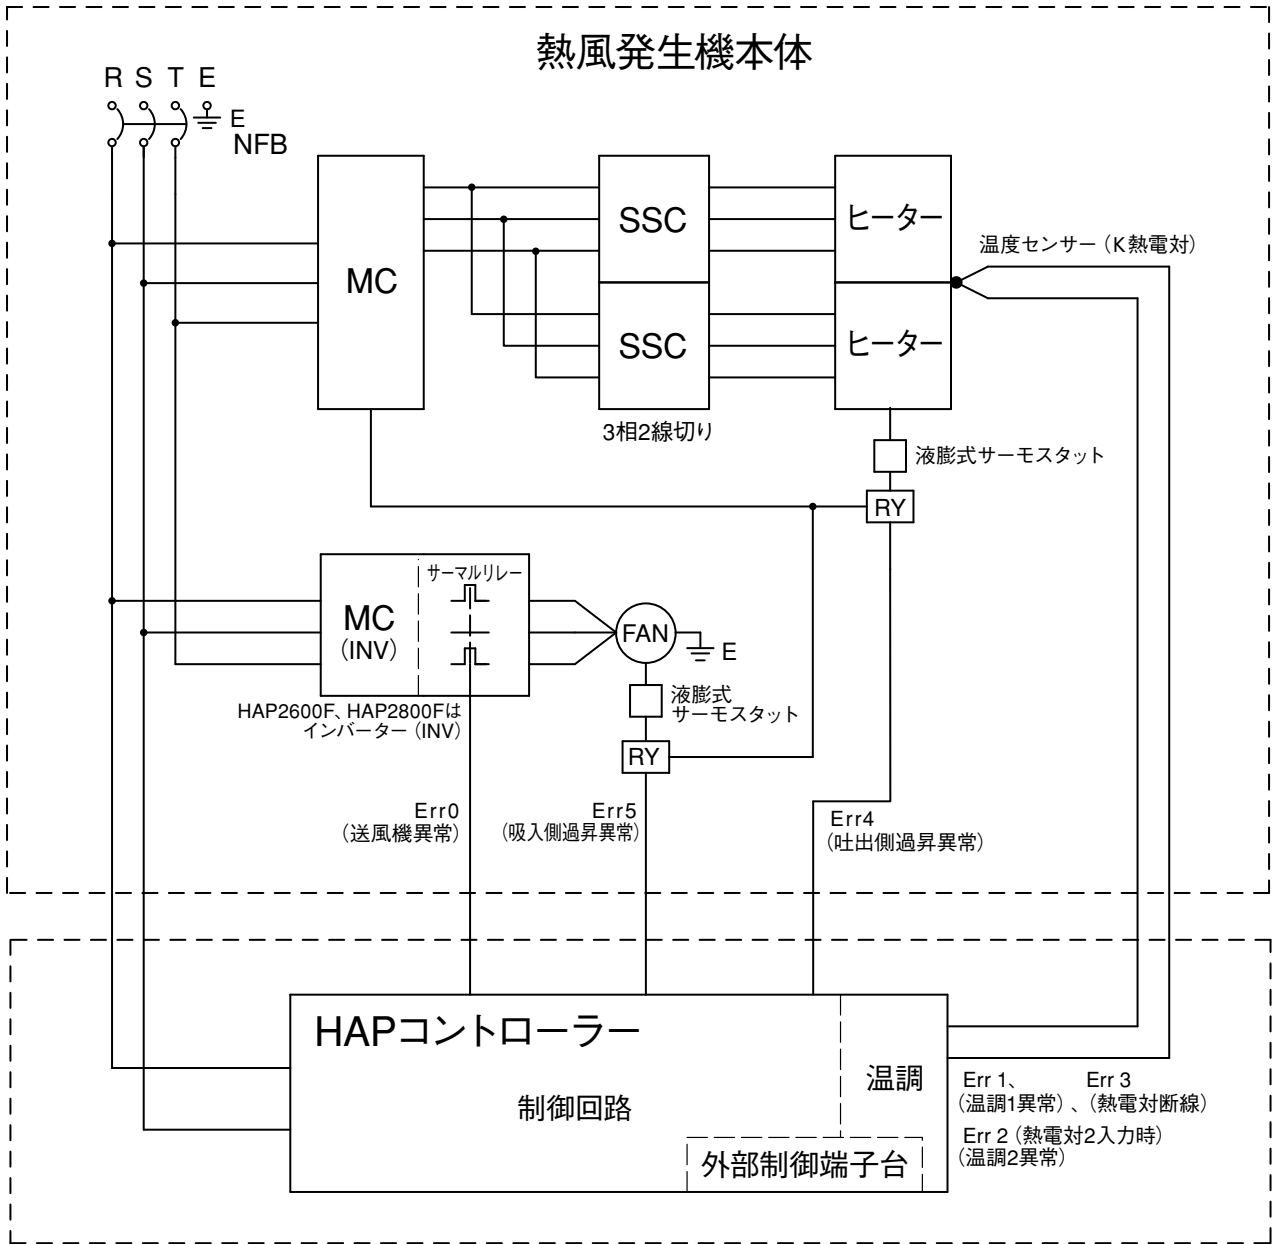 熱風発生機本体
R S T E
E
NFB
MC
SSC
ヒーター
温度センサー（K熱電対）
SSC
ヒーター
3相2線切り
液膨式サーモスタット
RY
サーマルリレー
MC
(INV)
FAN
E
HAP2600F、HAP2800Fは
インバーター（INV）
液膨式
サーモスタット
RY
Err0
（送風機異常）
Err5
（吸入側過昇異常）
Err4
（吐出側過昇異常）
HAPコントローラー
制御回路
温調
外部制御端子台
Err 1、 Err 3
（温調1異常）、（熱電対断線）
Err 2（熱電対2入力時）
（温調2異常）